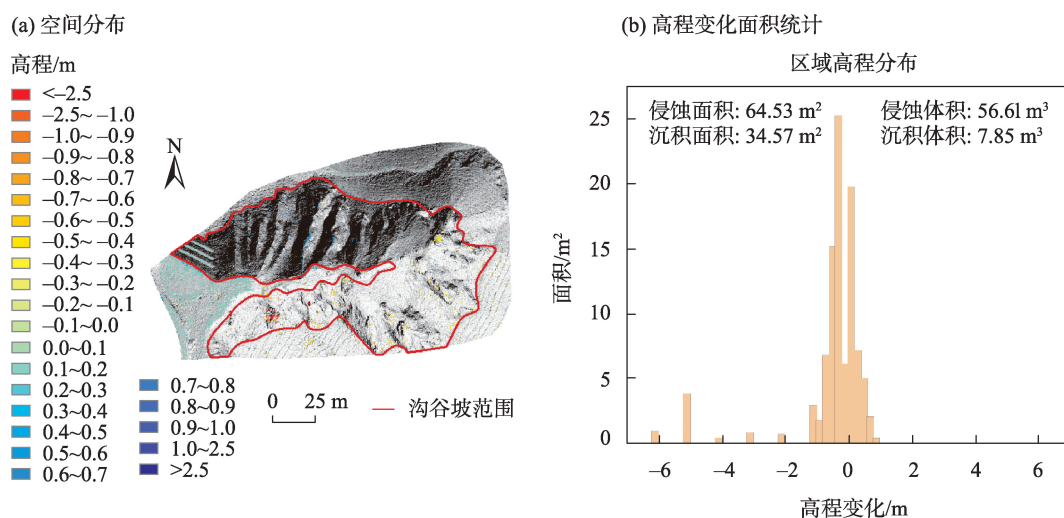 (a) 空间分布
高程/m
<–2.5
–2.5~ –1.0
–1.0~ –0.9
–0.9~ –0.8
–0.8~ –0.7
–0.7~ –0.6
–0.6~ –0.5
–0.5~ –0.4
–0.4~ –0.3
–0.3~ –0.2
–0.2~ –0.1
–0.1~0.0
0.0~0.1
0.1~0.2
0.2~0.3
0.3~0.4
0.4~0.5
0.5~0.6
0.6~0.7
0.7~0.8
0.8~0.9
0.9~1.0
1.0~2.5
>2.5
N
0 25 m
沟谷坡范围
(b) 高程变化面积统计
区域高程分布
侵蚀面积: 64.53 m²
沉积面积: 34.57 m²
侵蚀体积: 56.6l m³
沉积体积: 7.85 m³
面积/m²
25
20
15
10
5
0
–6 –4 –2 0 2 4 6
高程变化/m